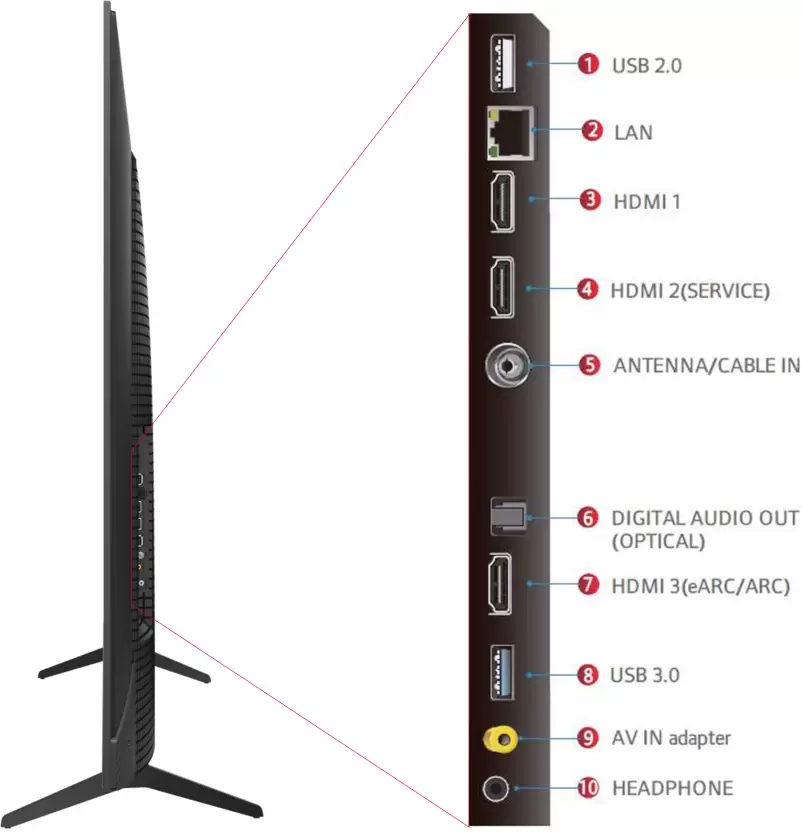 1 USB 2.0
2 LAN
3 HDMI 1
4 HDMI 2(SERVICE)
5 ANTENNA/CABLE IN
6 DIGITAL AUDIO OUT
(OPTICAL)
7 HDMI 3(eARC/ARC)
8 USB 3.0
9 AV IN adapter
10 HEADPHONE